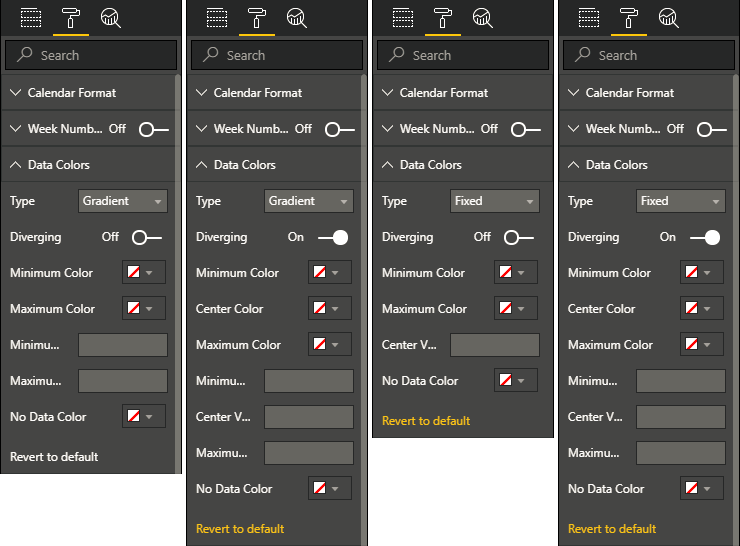 Search
Calendar Format
Week Numb... Off
Data Colors
Type Gradient
Diverging Off
Minimum Color
Maximum Color
Minimu...
Maximu...
No Data Color
Revert to default
Search
Calendar Format
Week Numb... Off
Data Colors
Type Gradient
Diverging On
Minimum Color
Center Color
Maximum Color
Minimu...
Center V...
Maximu...
No Data Color
Revert to default
Search
Calendar Format
Week Numb... Off
Data Colors
Type Fixed
Diverging Off
Minimum Color
Maximum Color
Center V...
No Data Color
Revert to default
Search
Calendar Format
Week Numb... Off
Data Colors
Type Fixed
Diverging On
Minimum Color
Center Color
Maximum Color
Minimu...
Center V...
Maximu...
No Data Color
Revert to default